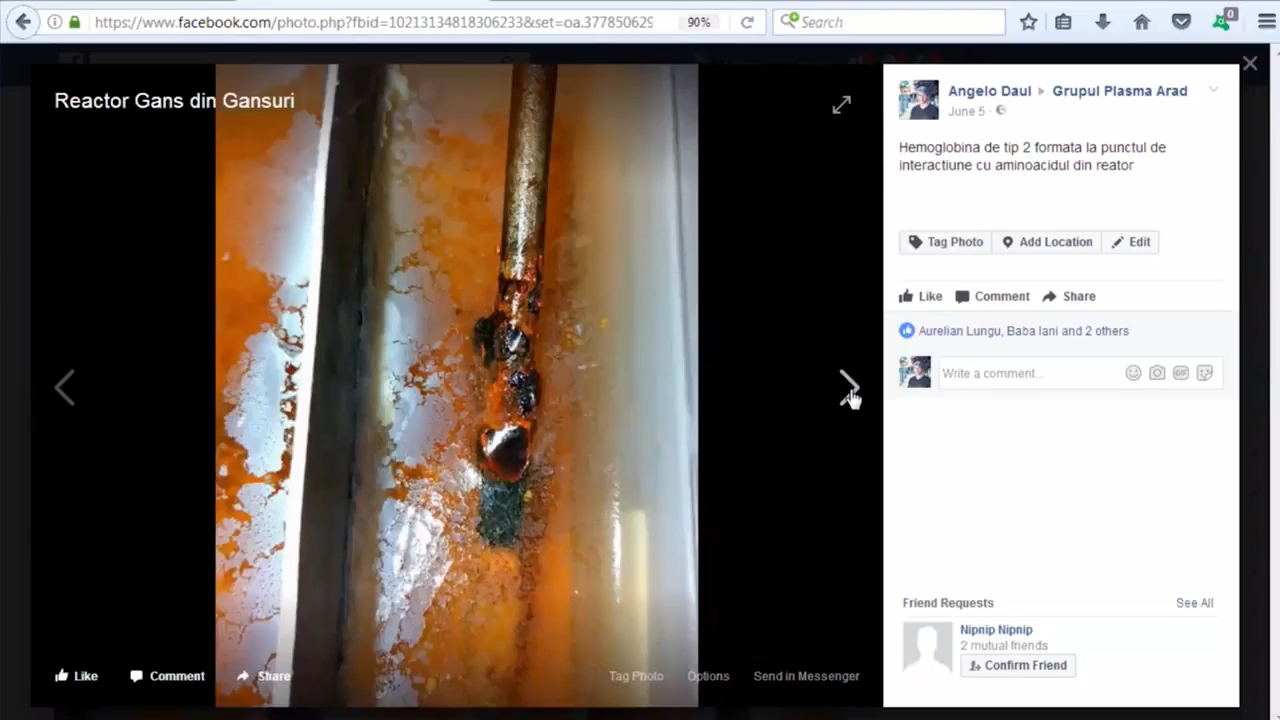 https://www.facebook.com/photo.php?fbid=10213134818306233&set=oa.377850629
90%
Search
0
Reactor Gans din Gansuri
Angelo Daul Grupul Plasma Arad
June 5
Hemoglobina de tip 2 formata la punctul de
interactiune cu aminoacidul din reator
Tag Photo Add Location Edit
Like Comment Share
Aurelian Lungu, Baba Iani and 2 others
Write a comment...
GIF
Friend Requests See All
Nipnip Nipnip
2 mutual friends
Confirm Friend
Like Comment Share Tag Photo Options Send in Messenger